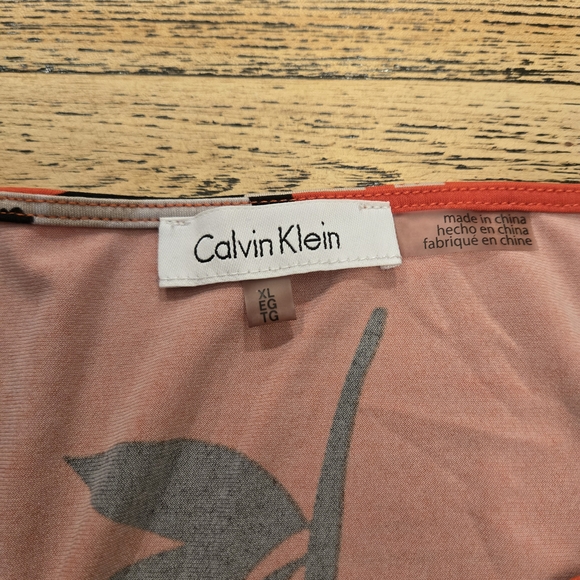 Calvin Klein
made in china
hecho en china
fabriqué en chine
XL
EG
TG